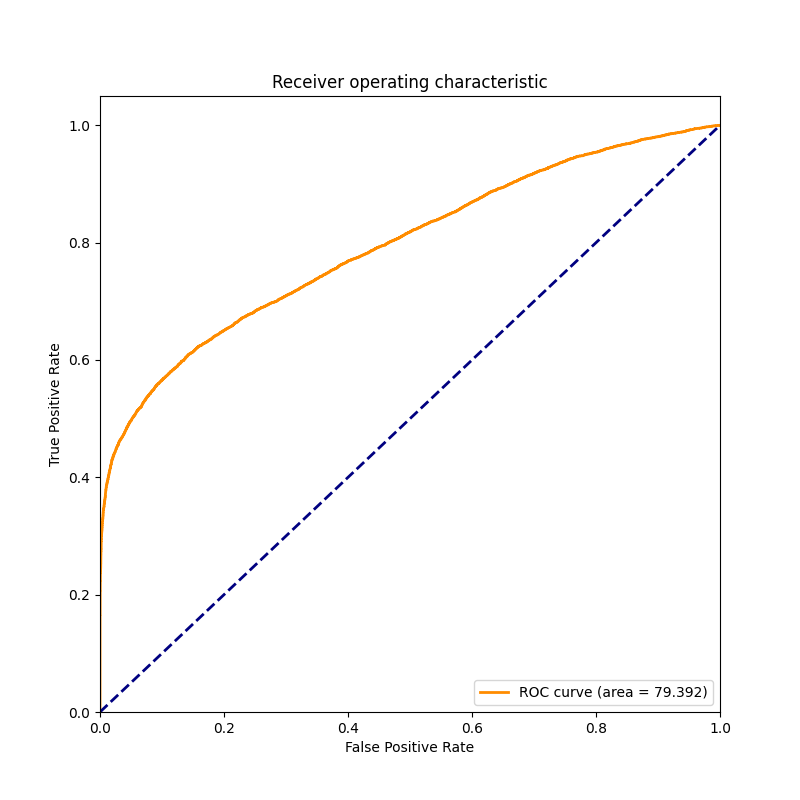 Receiver operating characteristic
1.0
0.8
0.6
0.4
0.2
0.0
True Positive Rate
ROC curve (area = 79.392)
0.0 0.2 0.4 0.6 0.8 1.0
False Positive Rate